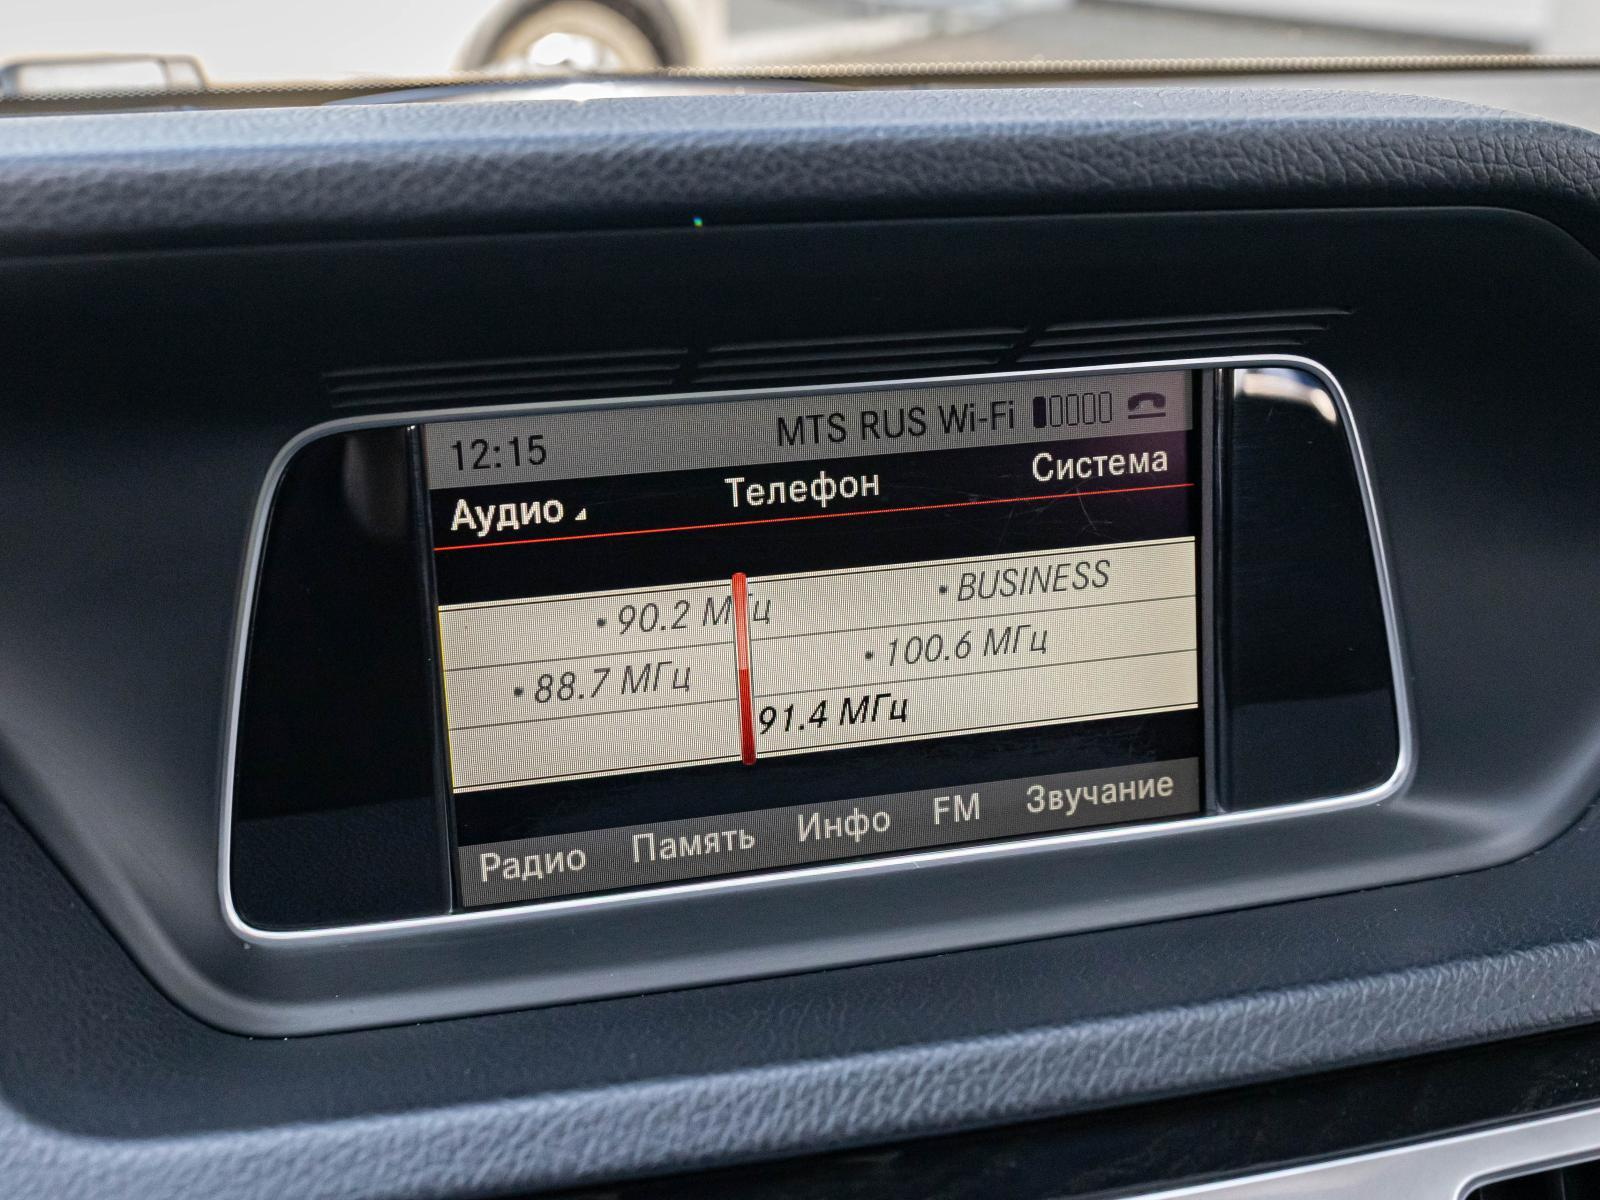 12:15 MTS RUS Wi-Fi
Аудио Телефон Система
• 90.2 МГц • BUSINESS
• 88.7 МГц • 100.6 МГц
91.4 МГц
Радио Память Инфо FM Звучание